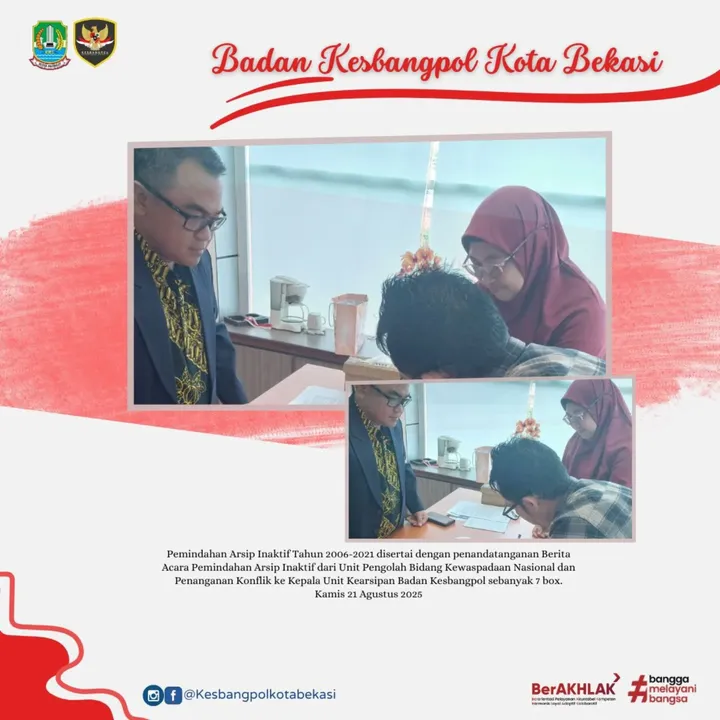 Badan Kesbangpol Kota Bekasi
Pemindahan Arsip Inaktif Tahun 2006-2021 disertai dengan penandatanganan Berita
Acara Pemindahan Arsip Inaktif dari Unit Pengolah Bidang Kewaspadaan Nasional dan
Penanganan Konflik ke Kepala Unit Kearsipan Badan Kesbangpol sebanyak 7 box.
Kamis 21 Agustus 2025
@Kesbangpolkotabekasi
BerAKHLAK
#bangga
melayani
bangsa